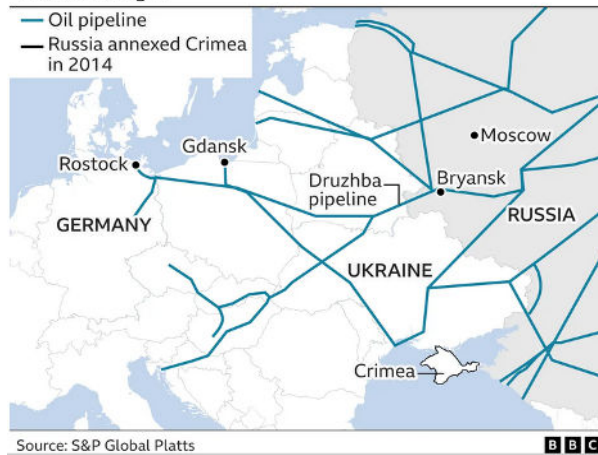 Oil pipeline
Russia annexed Crimea
in 2014
Moscow
Gdansk
Rostock
Druzhba
pipeline
Bryansk
GERMANY
RUSSIA
UKRAINE
Crimea
Source: S&P Global Platts
BBC